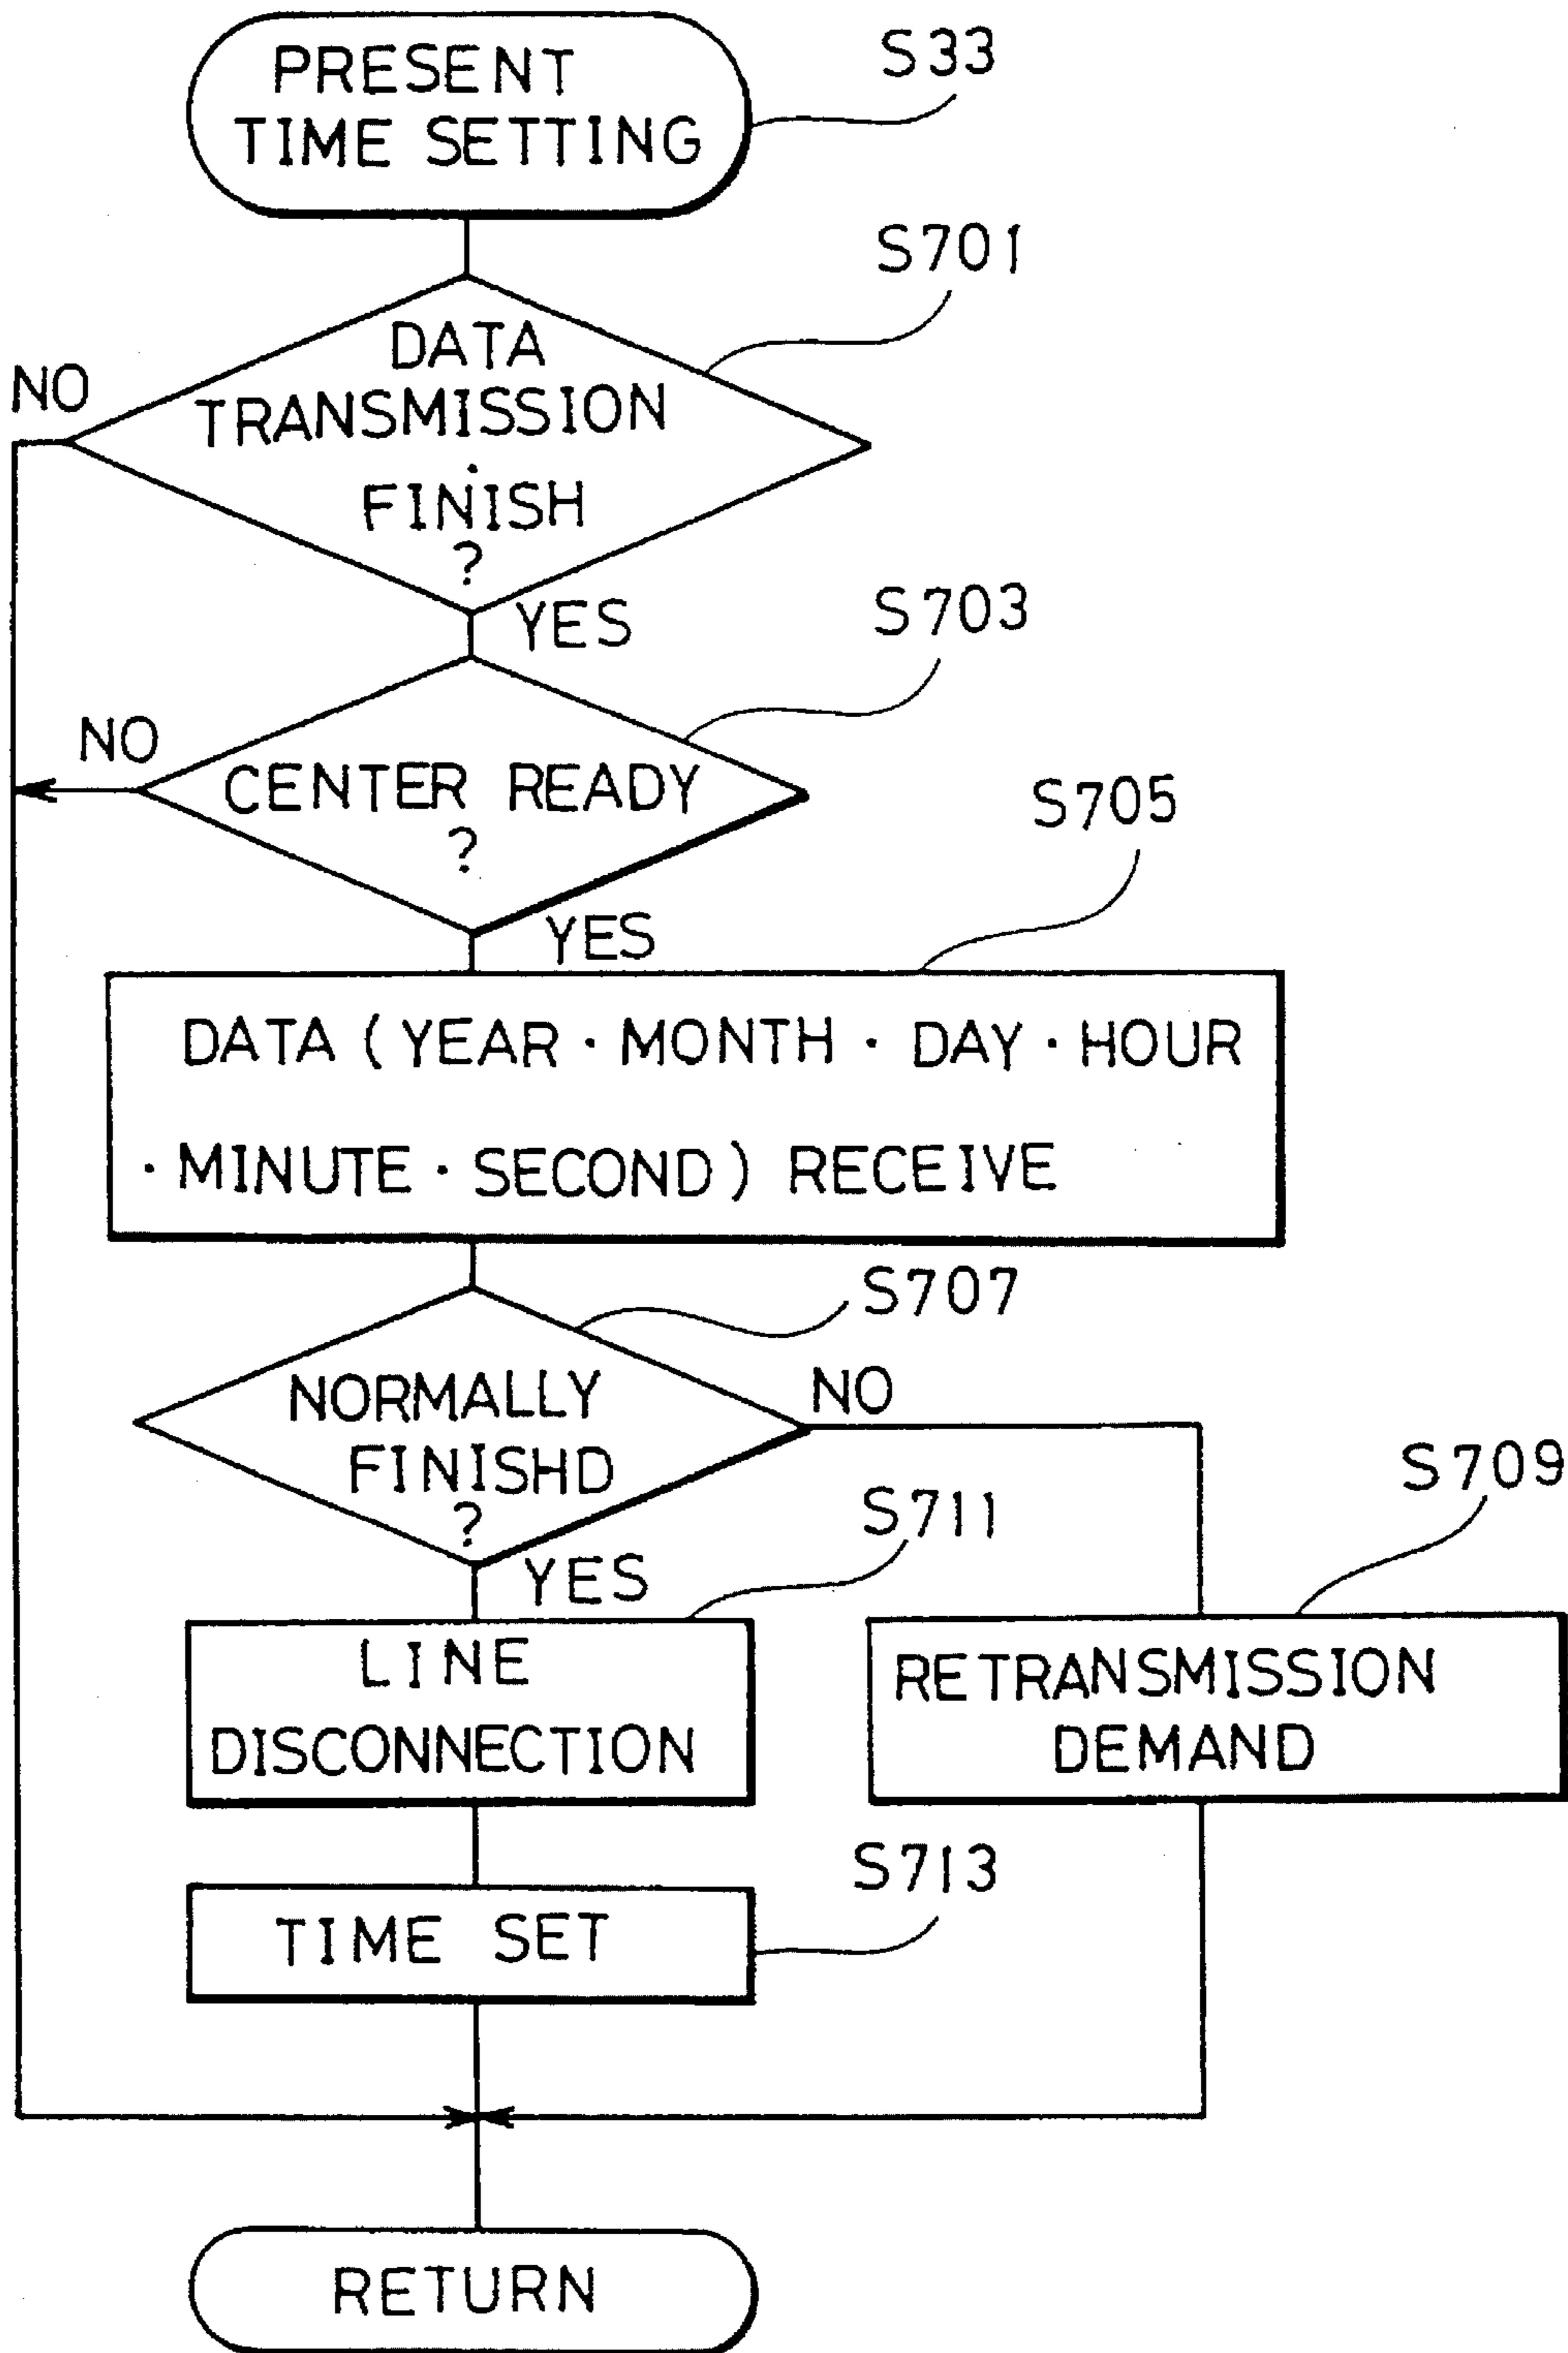 PRESENT
TIME SETTING
S33
S701
DATA
TRANSMISSION
FINISH
?
NO
YES
S703
NO
CENTER READY
?
YES
S705
DATA (YEAR · MONTH · DAY · HOUR
· MINUTE · SECOND) RECEIVE
S707
NORMALLY
FINISHD
?
NO
YES
S709
S711
LINE
DISCONNECTION
RETRANSMISSION
DEMAND
S713
TIME SET
RETURN